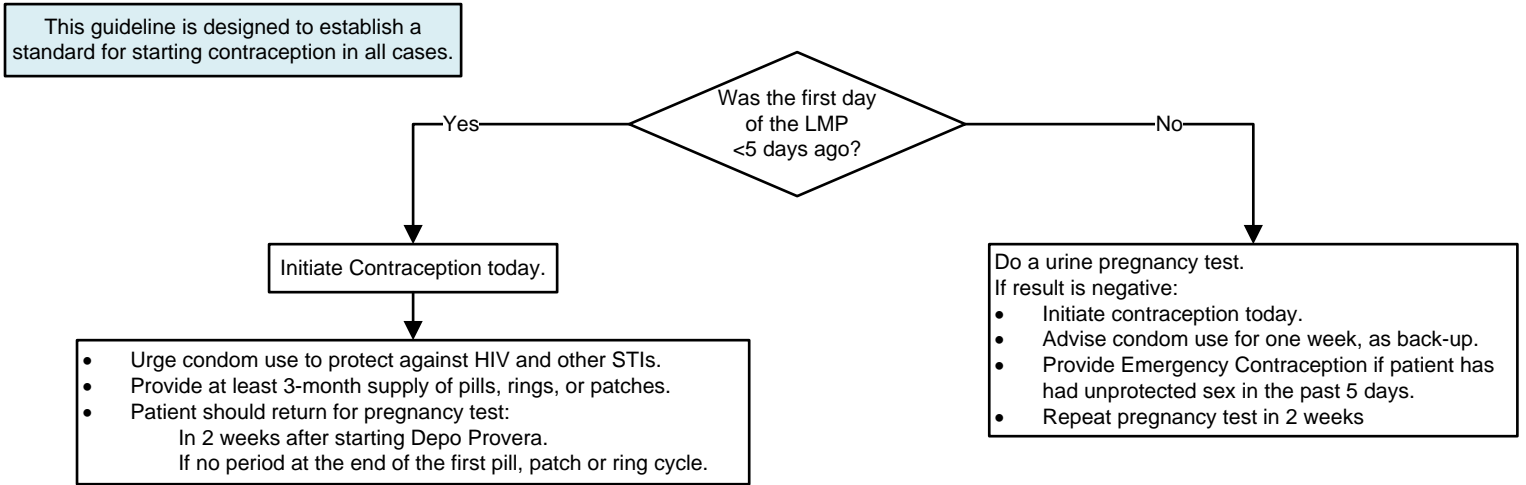 This guideline is designed to establish a
standard for starting contraception in all cases.
Was the first day
of the LMP
<5 days ago?
Yes
No
Initiate Contraception today.
• Urge condom use to protect against HIV and other STIs.
• Provide at least 3-month supply of pills, rings, or patches.
• Patient should return for pregnancy test:
In 2 weeks after starting Depo Provera.
If no period at the end of the first pill, patch or ring cycle.
Do a urine pregnancy test.
If result is negative:
• Initiate contraception today.
• Advise condom use for one week, as back-up.
• Provide Emergency Contraception if patient has
had unprotected sex in the past 5 days.
• Repeat pregnancy test in 2 weeks